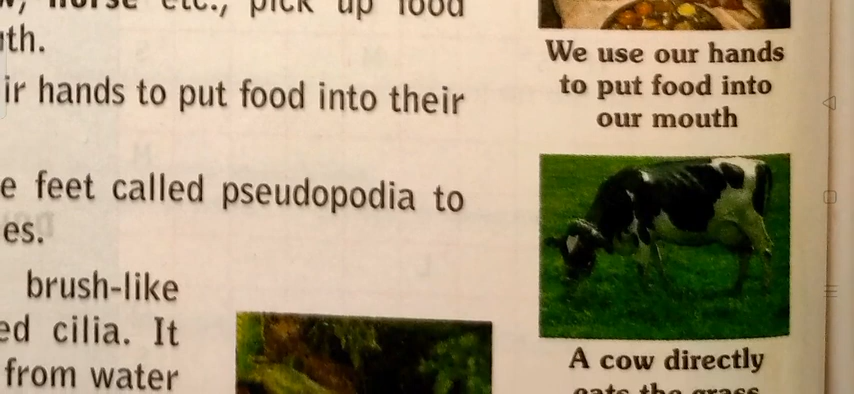 horse etc., pick up food
th.
ir hands to put food into their
e feet called pseudopodia to
es.
brush-like
ed cilia. It
from water
We use our hands
to put food into
our mouth
A cow directly
eats the grass